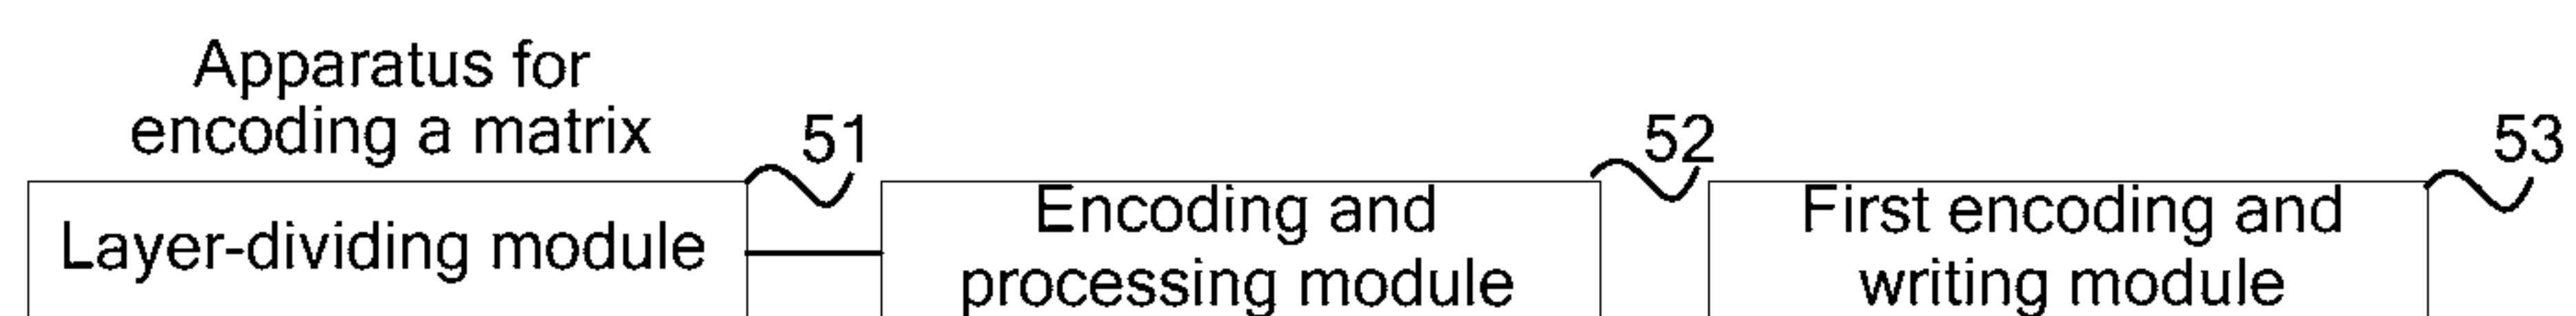 Apparatus for
encoding a matrix
51
52
53
Layer-dividing module
Encoding and
processing module
First encoding and
writing module